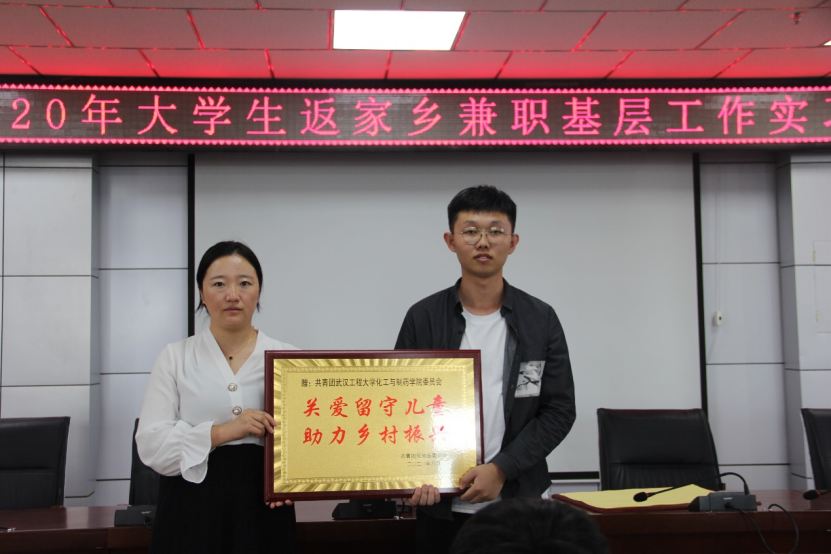 20年大学生返家乡兼职基层工作实
赠：共青团武汉工程大学化工与制药学院委员会
关爱留守儿童
助力乡村振兴